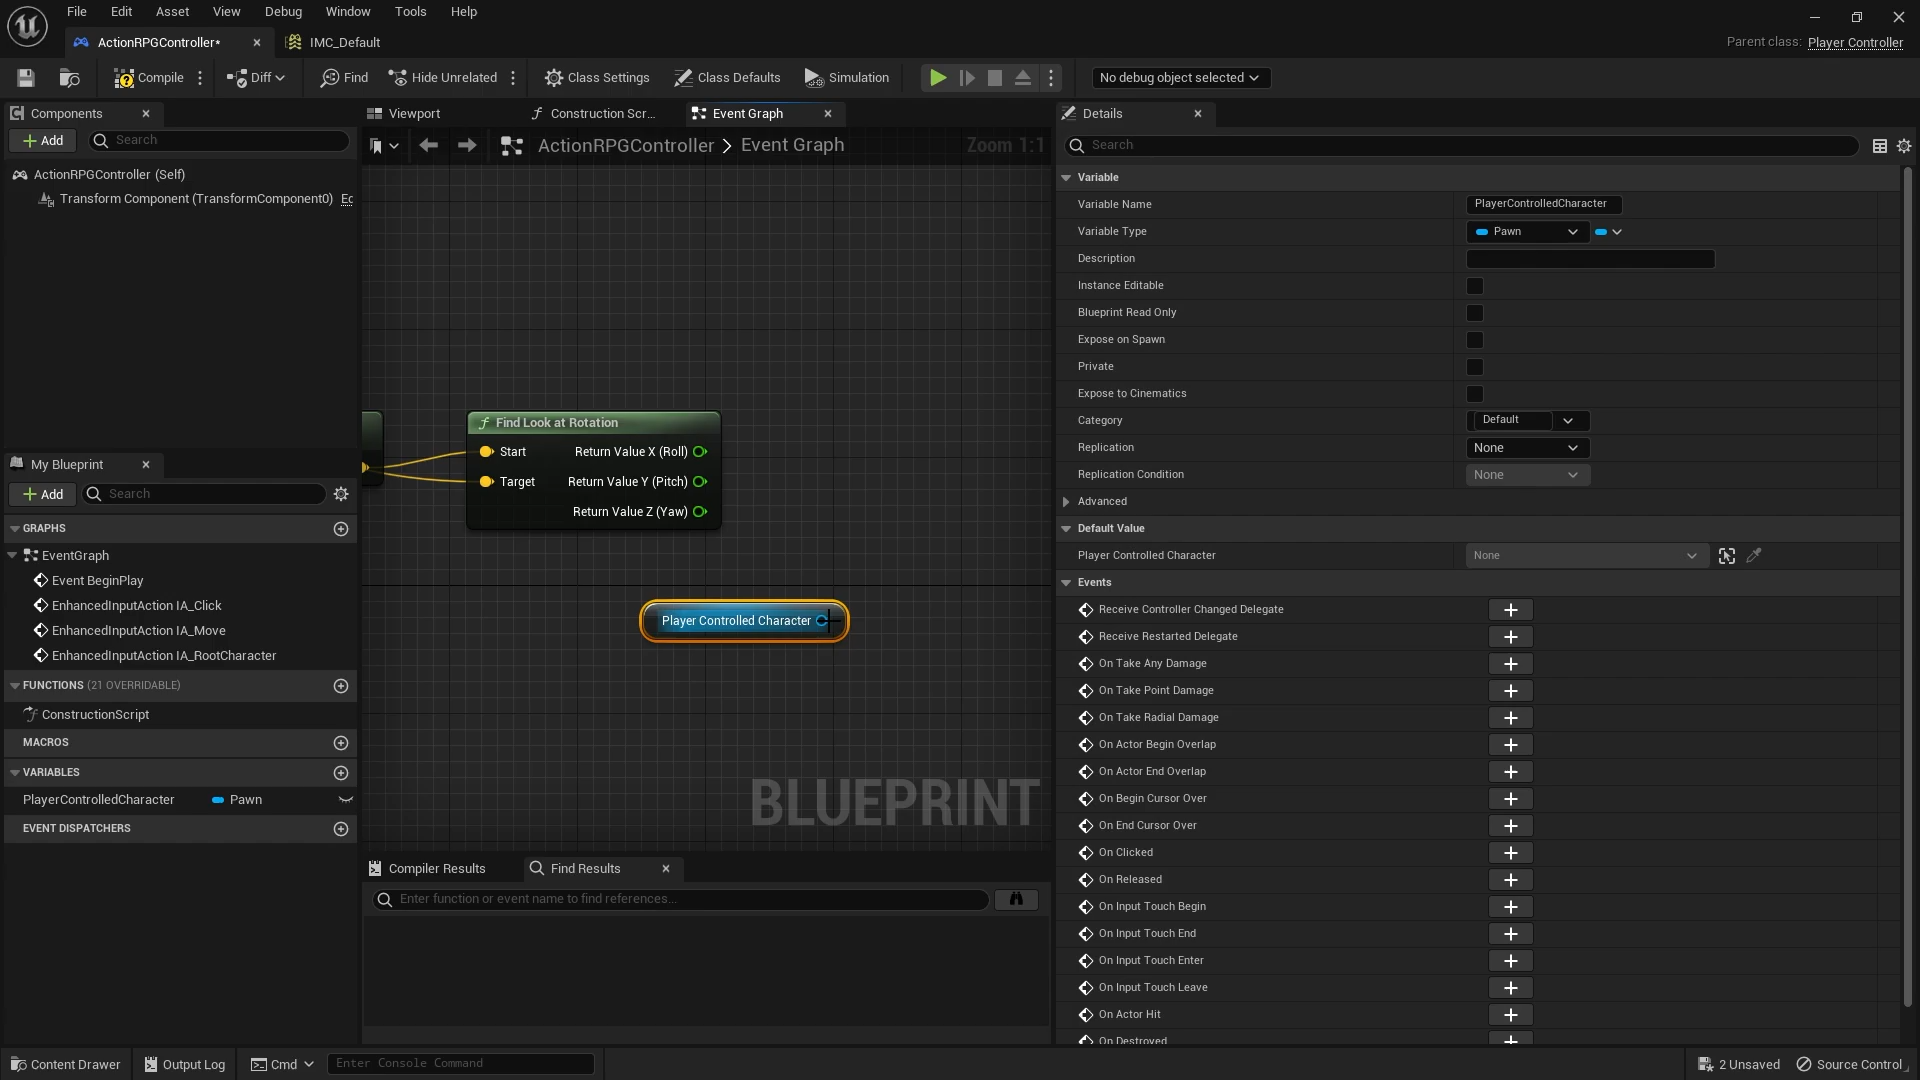 File Edit Asset View Debug Window Tools Help
ActionRPGController*
IMC_Default
Parent class: Player Controller
Compile
Diff
Find
Hide Unrelated
Class Settings
Class Defaults
Simulation
No debug object selected
Components
Add
Search
ActionRPGController (Self)
Transform Component (TransformComponent0)
My Blueprint
Add
Search
GRAPHS
EventGraph
Event BeginPlay
EnhancedInputAction IA_Click
EnhancedInputAction IA_Move
EnhancedInputAction IA_RootCharacter
FUNCTIONS (21 OVERRIDABLE)
ConstructionScript
MACROS
VARIABLES
PlayerControlledCharacter Pawn
EVENT DISPATCHERS
Viewport
Construction Scr...
Event Graph
ActionRPGController > Event Graph
Zoom 1:1
Find Look at Rotation
Start Return Value X (Roll)
Target Return Value Y (Pitch)
Return Value Z (Yaw)
Player Controlled Character
BLUEPRINT
Compiler Results
Find Results
Enter function or event name to find references...
Details
Search
Variable
Variable Name PlayerControlledCharacter
Variable Type Pawn
Description
Instance Editable
Blueprint Read Only
Expose on Spawn
Private
Expose to Cinematics
Category Default
Replication None
Replication Condition None
Advanced
Default Value
Player Controlled Character None
Events
Receive Controller Changed Delegate
Receive Restarted Delegate
On Take Any Damage
On Take Point Damage
On Take Radial Damage
On Actor Begin Overlap
On Actor End Overlap
On Begin Cursor Over
On End Cursor Over
On Clicked
On Released
On Input Touch Begin
On Input Touch End
On Input Touch Enter
On Input Touch Leave
On Actor Hit
On Destroyed
Content Drawer
Output Log
Cmd
Enter Console Command
2 Unsaved
Source Control